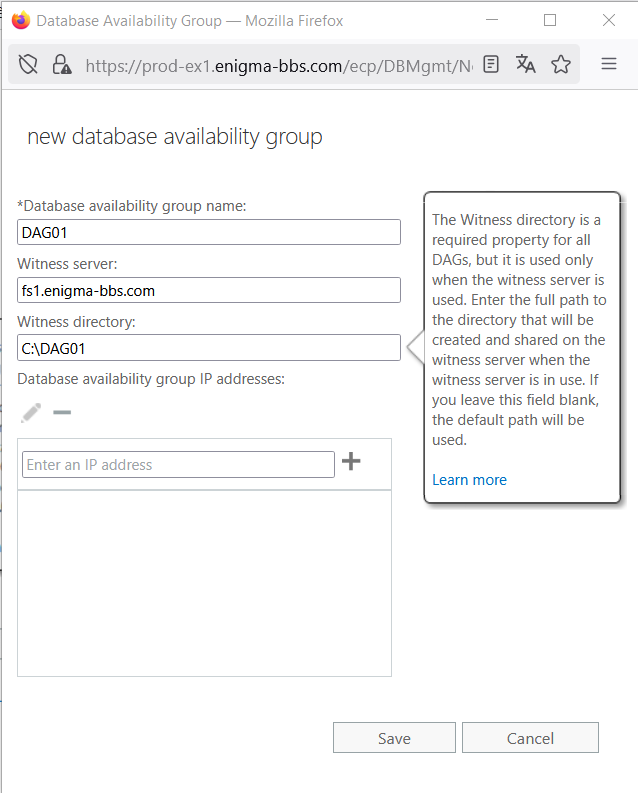 Database Availability Group — Mozilla Firefox
https://prod-ex1.enigma-bbs.com/ecp/DBMgmt/Ne
new database availability group
*Database availability group name:
DAG01
Witness server:
fs1.enigma-bbs.com
Witness directory:
C:\DAG01
Database availability group IP addresses:
Enter an IP address
The Witness directory is a
required property for all
DAGs, but it is used only
when the witness server is
used. Enter the full path to
the directory that will be
created and shared on the
witness server when the
witness server is in use. If
you leave this field blank,
the default path will be
used.
Learn more
Save
Cancel